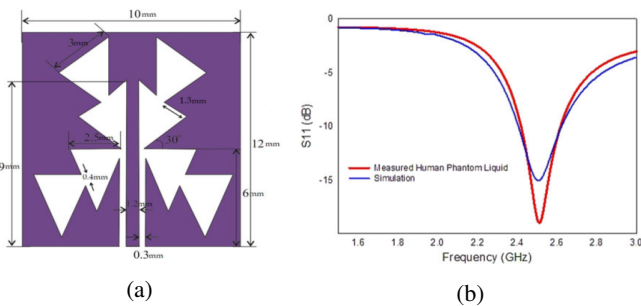 10mm
3mm
1.3mm
2.5mm
30°
12mm
9mm
6mm
0.4mm
1.2mm
0.3mm
(a)
0
-5
-10
-15
S11 (dB)
Measured Human Phantom Liquid
Simulation
1.6 1.8 2.0 2.2 2.4 2.6 2.8 3.0
Frequency (GHz)
(b)